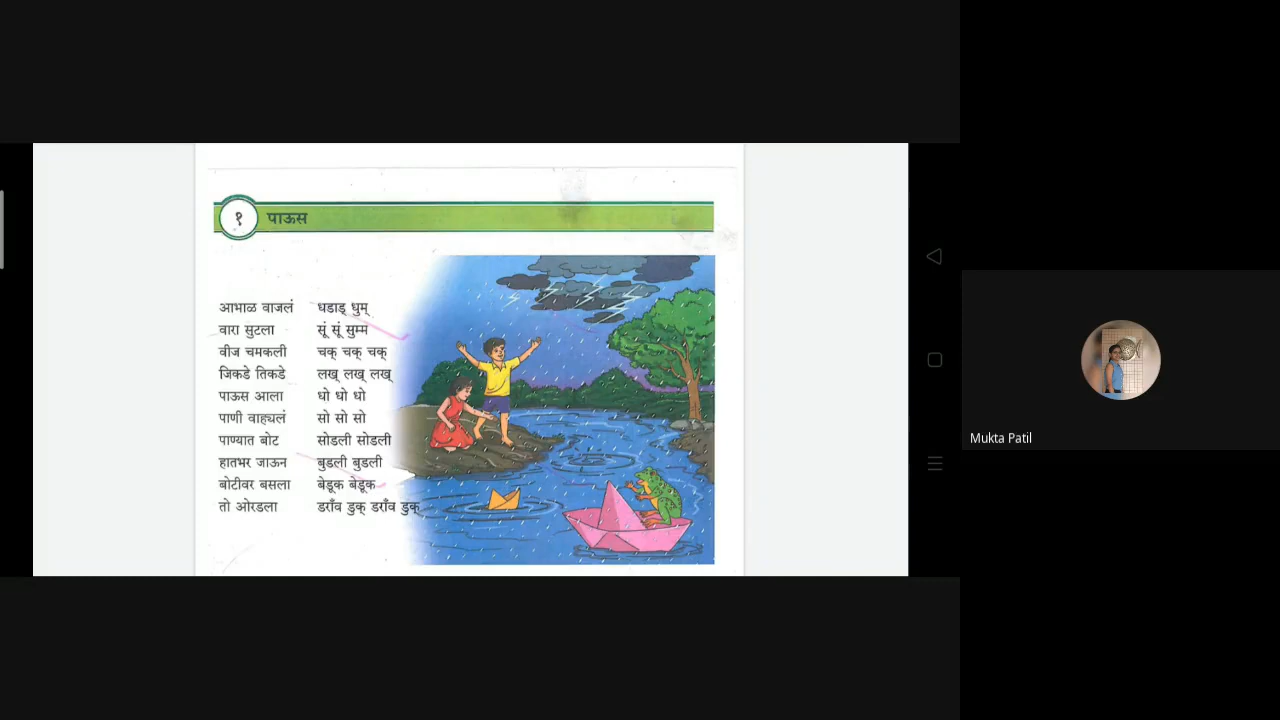 १ पाऊस
आभाळ वाजलं धडाड् धुम्
वारा सुटला सूं सूं सुम्म
वीज चमकली चक् चक् चक्
जिकडे तिकडे लख् लख् लख्
पाऊस आला धो धो धो
पाणी वाह्यलं सो सो सो
पाण्यात बोट सोडली सोडली
हातभर जाऊन बुडली बुडली
बोटीवर बसला बेडूक बेडूक
तो ओरडला डराँव डुक् डराँव डुक्
Mukta Patil